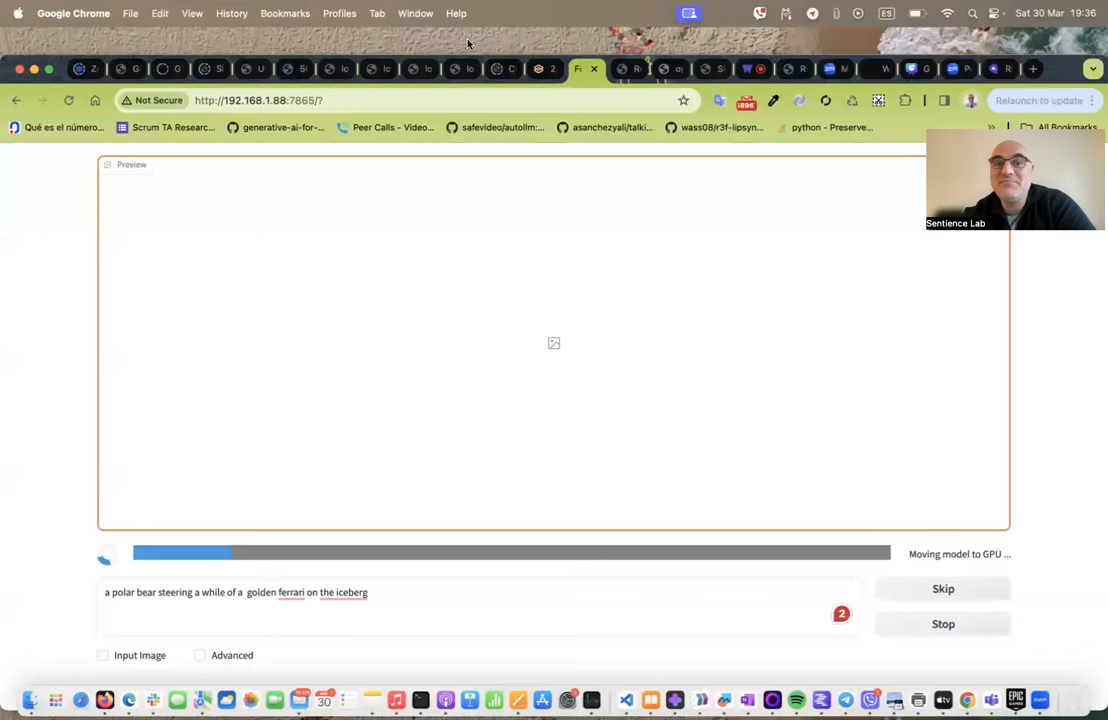 Google Chrome File Edit View History Bookmarks Profiles Tab Window Help ES Sat 30 Mar 19:36
Not Secure http://192.168.1.88:7865/? Relaunch to update
Qué es el número... Scrum TA Researc... generative-ai-for-... Peer Calls – Video... safevideo/autollm:... asanchezyali/talki... wass08/r3f-lipsyn... python - Preserve... All Bookmarks
Preview
Sentience Lab
Moving model to GPU ...
a polar bear steering a while of a golden ferrari on the iceberg
2
Skip
Stop
Input Image Advanced